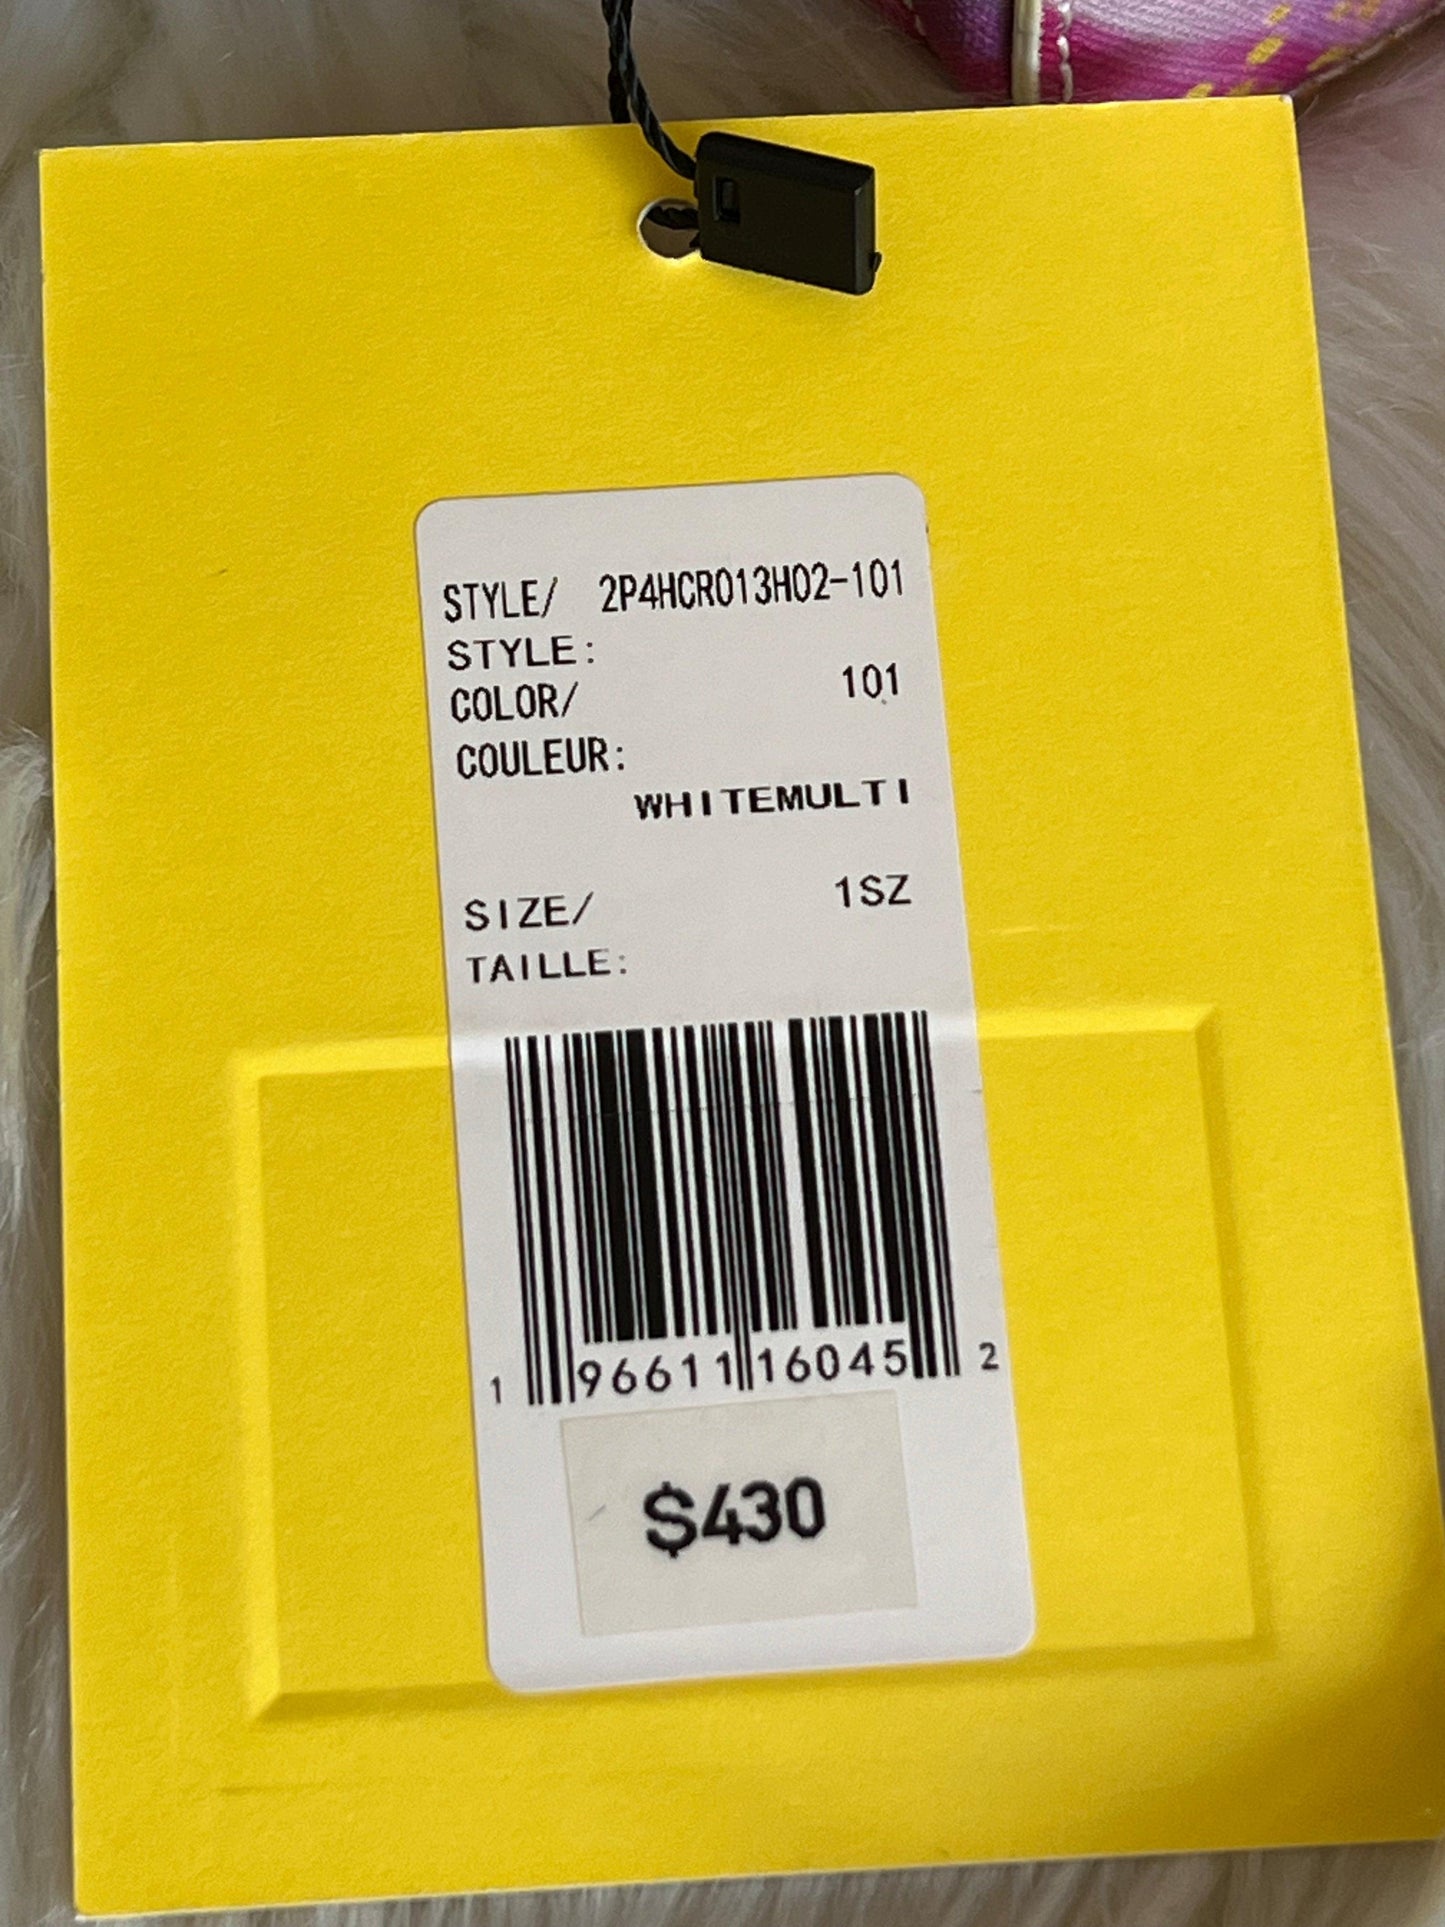 STYLE/ 2P4HCR013H02-101
STYLE:
COLOR/ 101
COULEUR:
WHITEMULTI
SIZE/ 1SZ
TAILLE:
1 96611 16045 2
$430